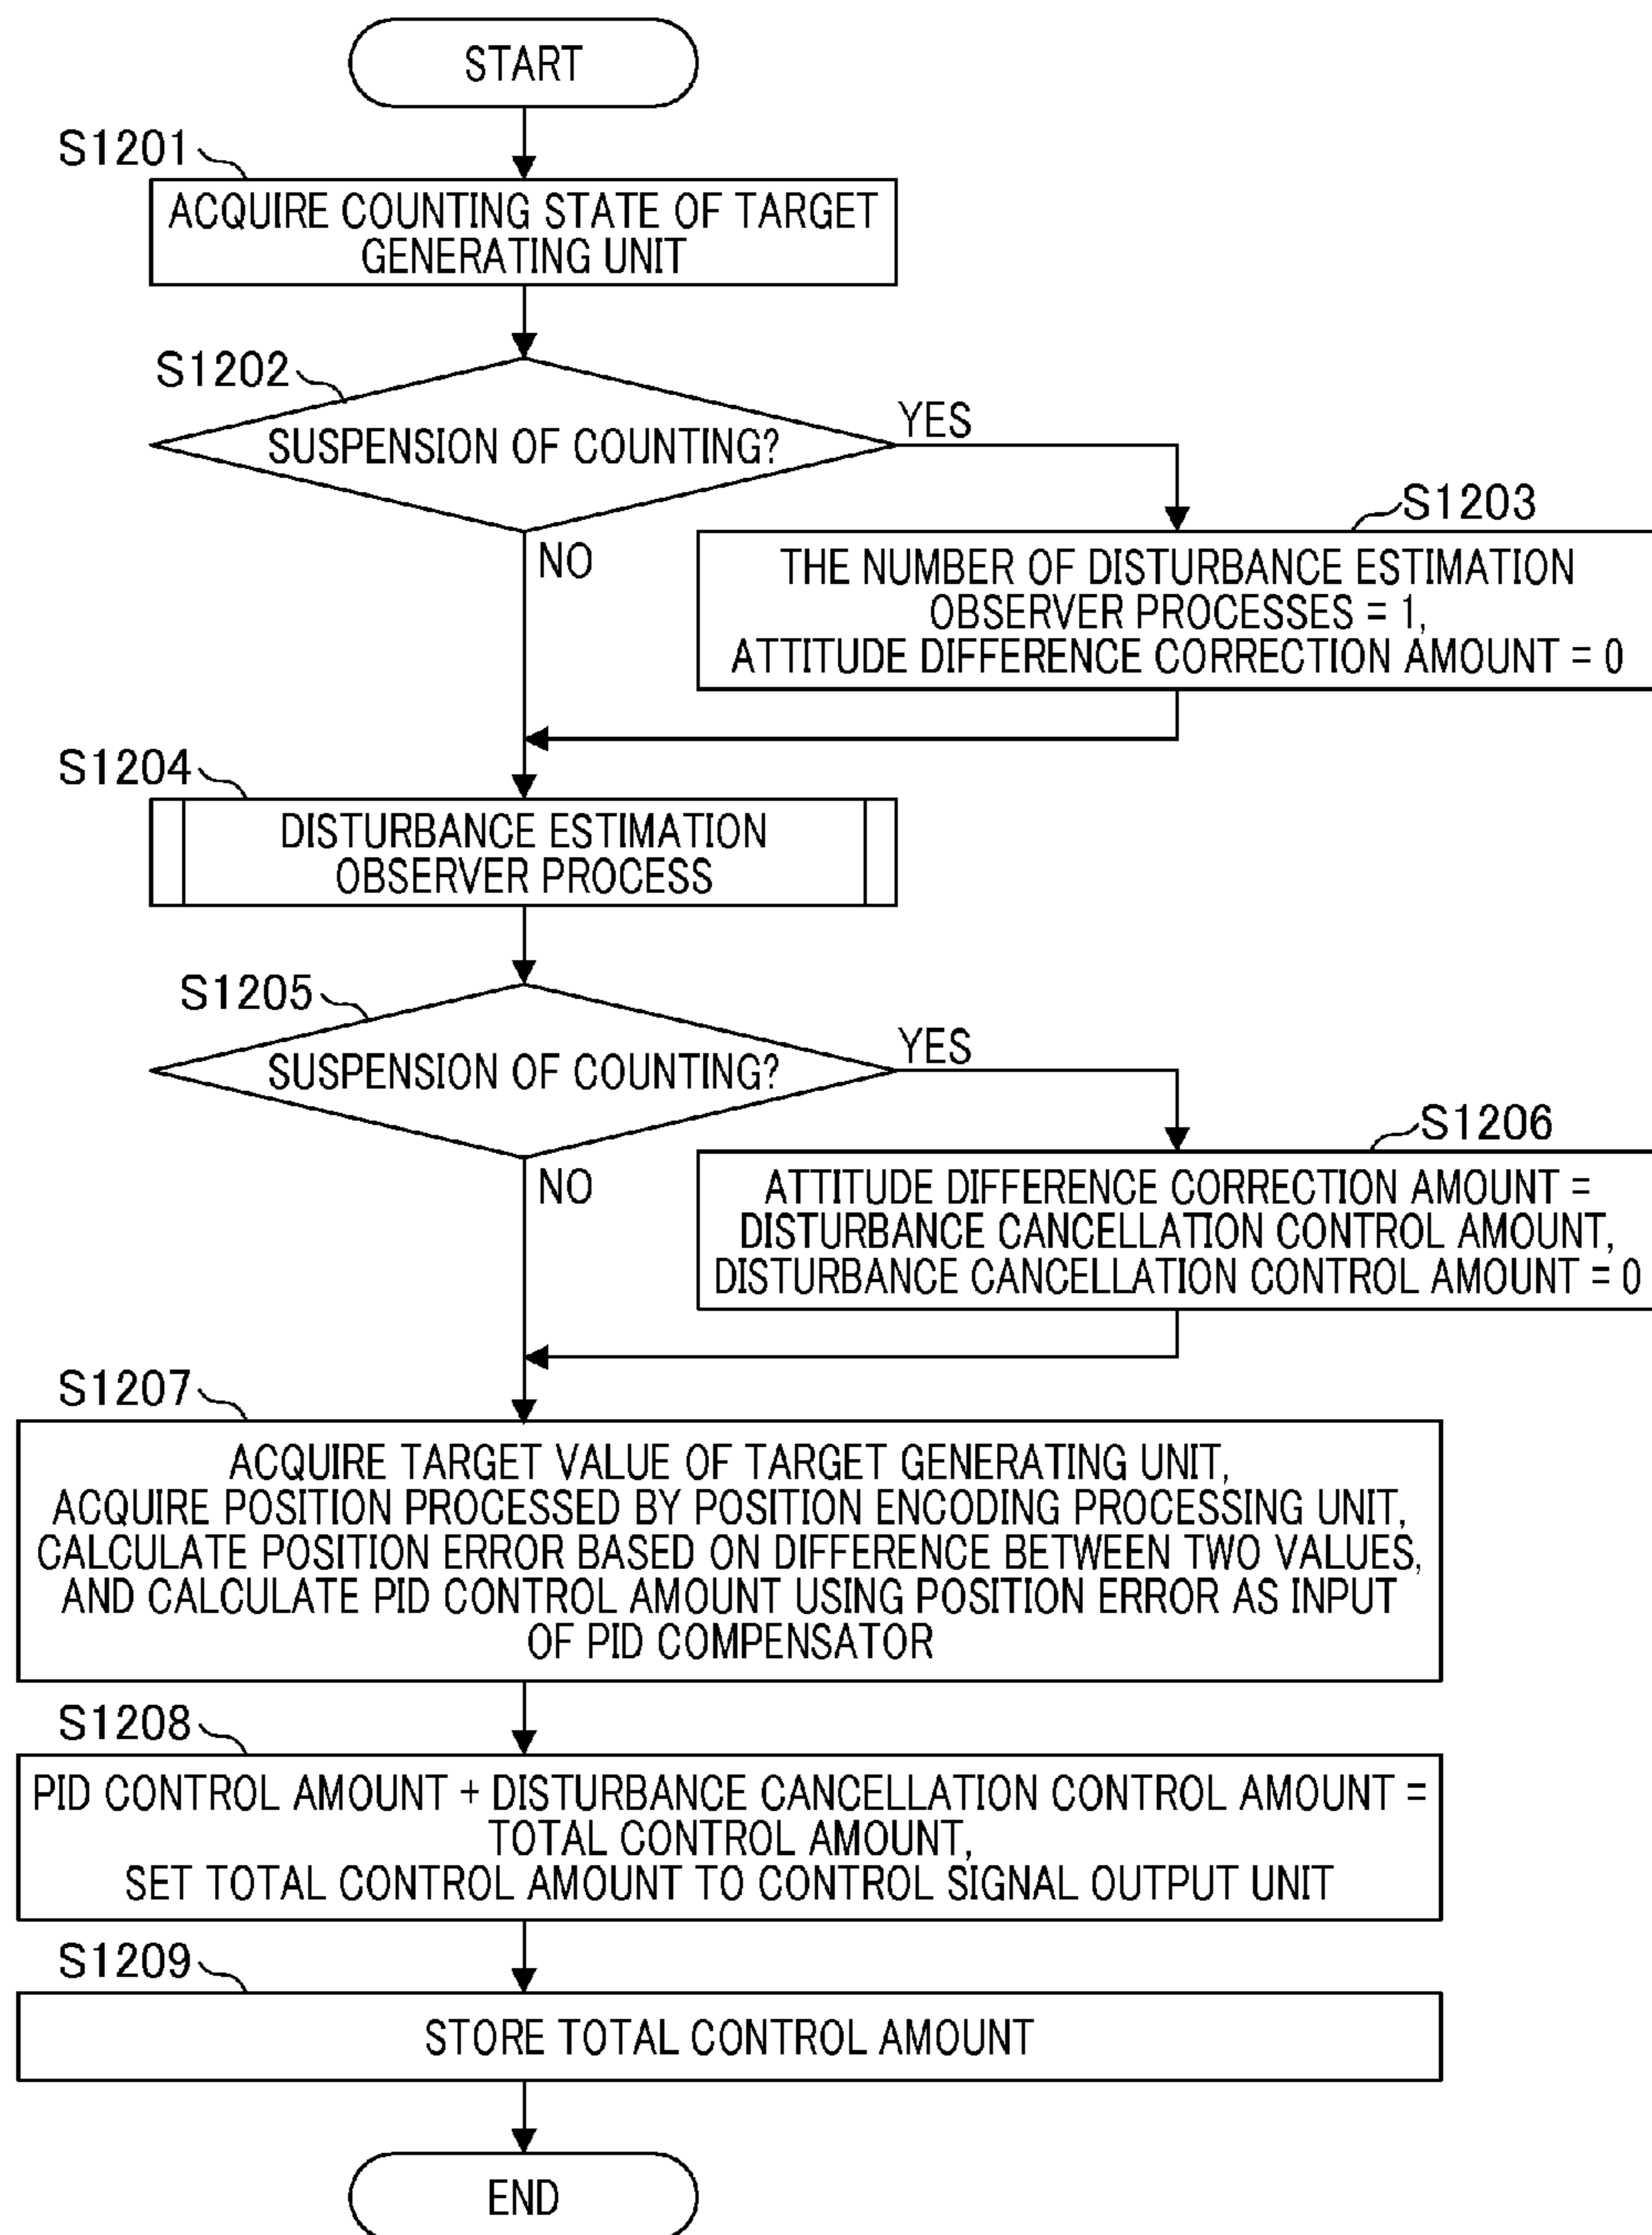 START
S1201
ACQUIRE COUNTING STATE OF TARGET
GENERATING UNIT
S1202
SUSPENSION OF COUNTING?
YES
NO
S1203
THE NUMBER OF DISTURBANCE ESTIMATION
OBSERVER PROCESSES = 1,
ATTITUDE DIFFERENCE CORRECTION AMOUNT = 0
S1204
DISTURBANCE ESTIMATION
OBSERVER PROCESS
S1205
SUSPENSION OF COUNTING?
YES
NO
S1206
ATTITUDE DIFFERENCE CORRECTION AMOUNT =
DISTURBANCE CANCELLATION CONTROL AMOUNT,
DISTURBANCE CANCELLATION CONTROL AMOUNT = 0
S1207
ACQUIRE TARGET VALUE OF TARGET GENERATING UNIT,
ACQUIRE POSITION PROCESSED BY POSITION ENCODING PROCESSING UNIT,
CALCULATE POSITION ERROR BASED ON DIFFERENCE BETWEEN TWO VALUES,
AND CALCULATE PID CONTROL AMOUNT USING POSITION ERROR AS INPUT
OF PID COMPENSATOR
S1208
PID CONTROL AMOUNT + DISTURBANCE CANCELLATION CONTROL AMOUNT =
TOTAL CONTROL AMOUNT,
SET TOTAL CONTROL AMOUNT TO CONTROL SIGNAL OUTPUT UNIT
S1209
STORE TOTAL CONTROL AMOUNT
END